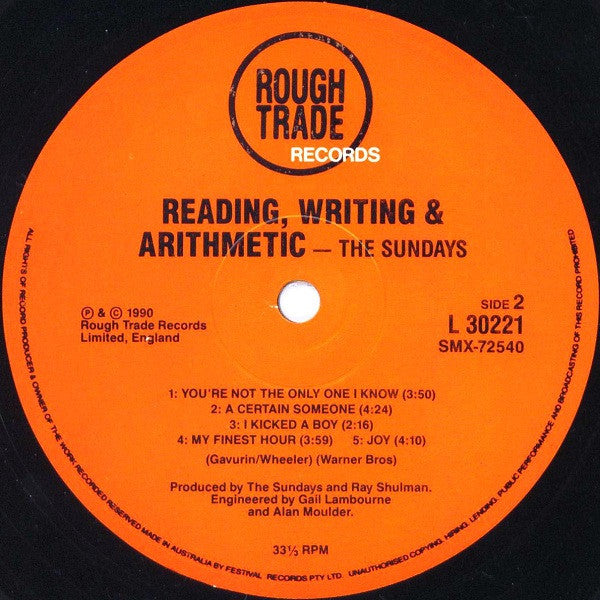 ROUGH
TRADE
RECORDS
READING, WRITING &
ARITHMETIC — THE SUNDAYS
℗ & © 1990
Rough Trade Records
Limited, England
SIDE 2
L 30221
SMX-72540
1: YOU'RE NOT THE ONLY ONE I KNOW (3:50)
2: A CERTAIN SOMEONE (4:24)
3: I KICKED A BOY (2:16)
4: MY FINEST HOUR (3:59) 5: JOY (4:10)
(Gavurin/Wheeler) (Warner Bros)
Produced by The Sundays and Ray Shulman.
Engineered by Gail Lambourne
and Alan Moulder.
33⅓ RPM
ALL RIGHTS OF RECORD PRODUCER & OWNER OF THE WORK RECORDED RESERVED MADE IN AUSTRALIA BY FESTIVAL RECORDS PTY LTD. UNAUTHORISED COPYING, HIRING, LENDING, PUBLIC PERFORMANCE AND BROADCASTING OF THIS RECORD PROHIBITED